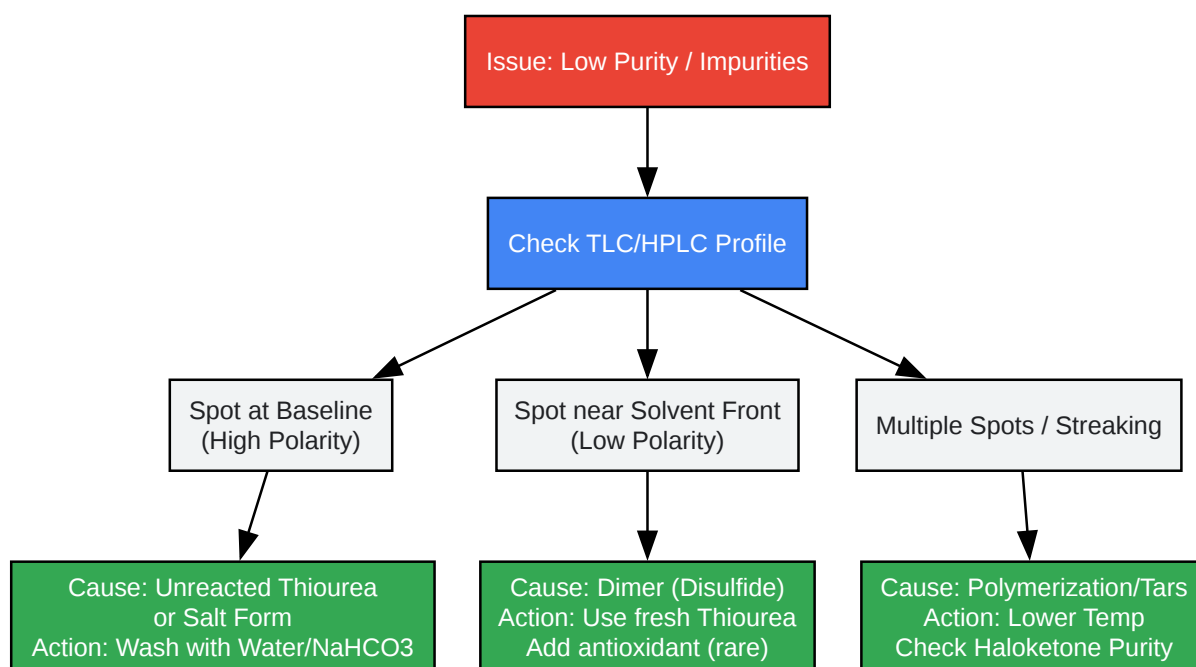 Issue: Low Purity / Impurities
Check TLC/HPLC Profile
Spot at Baseline
(High Polarity)
Spot near Solvent Front
(Low Polarity)
Multiple Spots / Streaking
Cause: Unreacted Thiourea
or Salt Form
Action: Wash with Water/NaHCO3
Cause: Dimer (Disulfide)
Action: Use fresh Thiourea
Add antioxidant (rare)
Cause: Polymerization/Tars
Action: Lower Temp
Check Haloketone Purity